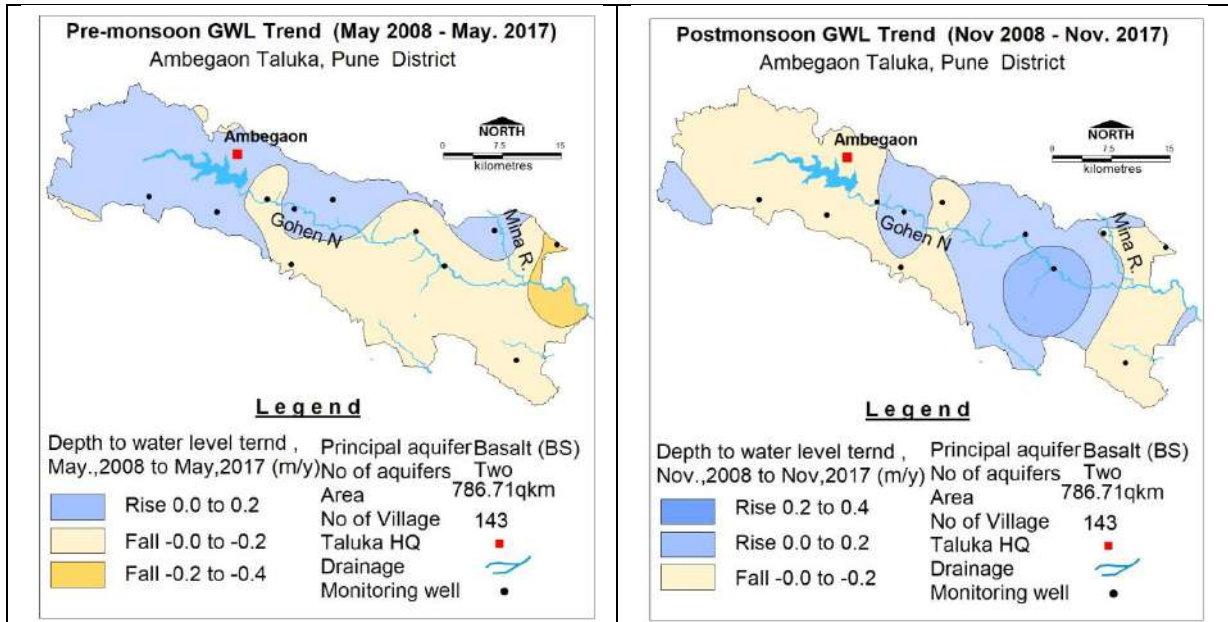 Pre-monsoon GWL Trend (May 2008 - May. 2017)
Ambegaon Taluka, Pune District
Ambegaon
NORTH
0 7.5 15
kilometres
Gohen N
Mina R.
Legend
Depth to water level ternd ,
May.,2008 to May,2017 (m/y)
Rise 0.0 to 0.2
Fall -0.0 to -0.2
Fall -0.2 to -0.4
Principal aquifer Basalt (BS)
No of aquifers Two
Area 786.71qkm
No of Village 143
Taluka HQ
Drainage
Monitoring well
Postmonsoon GWL Trend (Nov 2008 - Nov. 2017)
Ambegaon Taluka, Pune District
Ambegaon
NORTH
0 7.5 15
kilometres
Gohen N
Mina R.
Legend
Depth to water level ternd ,
Nov.,2008 to Nov,2017 (m/y)
Rise 0.2 to 0.4
Rise 0.0 to 0.2
Fall -0.0 to -0.2
Principal aquifer Basalt (BS)
No of aquifers Two
Area 786.71qkm
No of Village 143
Taluka HQ
Drainage
Monitoring well